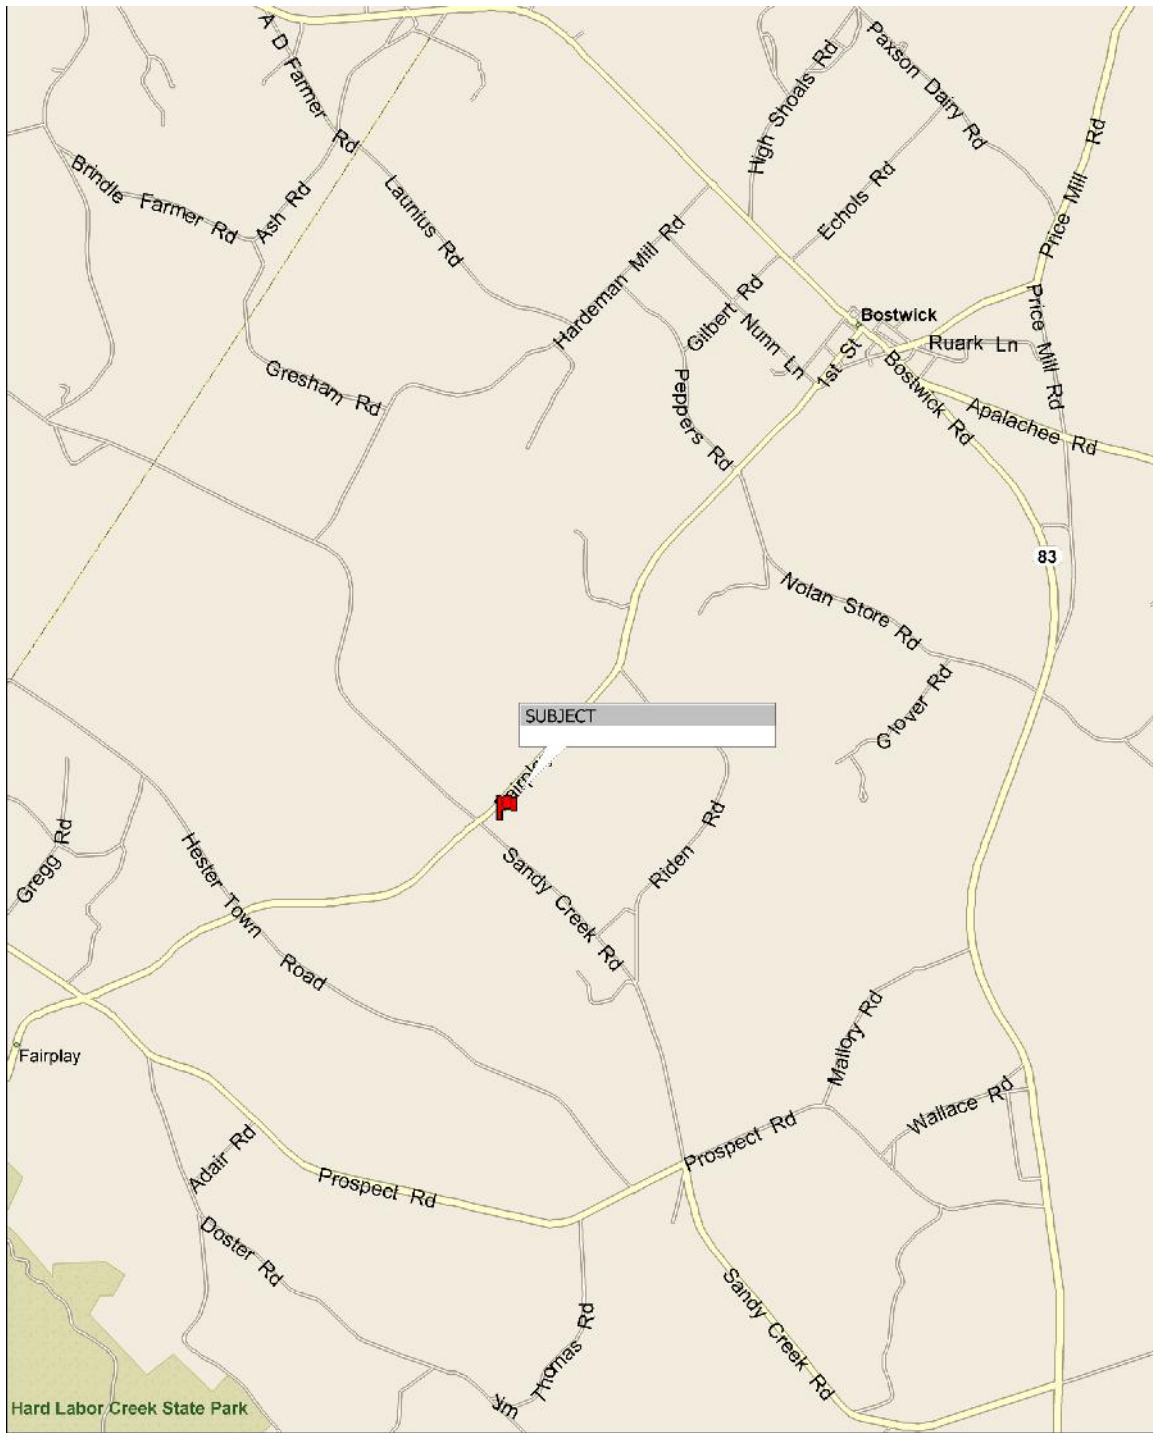 A D Farmer Rd
High Shoals Rd
Paxson Dairy Rd
Price Mill Rd
Brindle Farmer Rd
Ash Rd
Launius Rd
Echols Rd
Hardeman Mill Rd
Gilbert Rd
Nunn Ln
Bostwick
1st St
Ruark Ln
Price Mill Rd
Bostwick Rd
Apalachee Rd
Gresham Rd
Peppers Rd
83
Nolan Store Rd
Glover Rd
SUBJECT
Gregg Rd
Hester Town Road
Sandy Creek Rd
Riden Rd
Mallory Rd
Fairplay
Wallace Rd
Adair Rd
Prospect Rd
Prospect Rd
Doster Rd
Sandy Creek Rd
Thomas Rd
Hard Labor Creek State Park